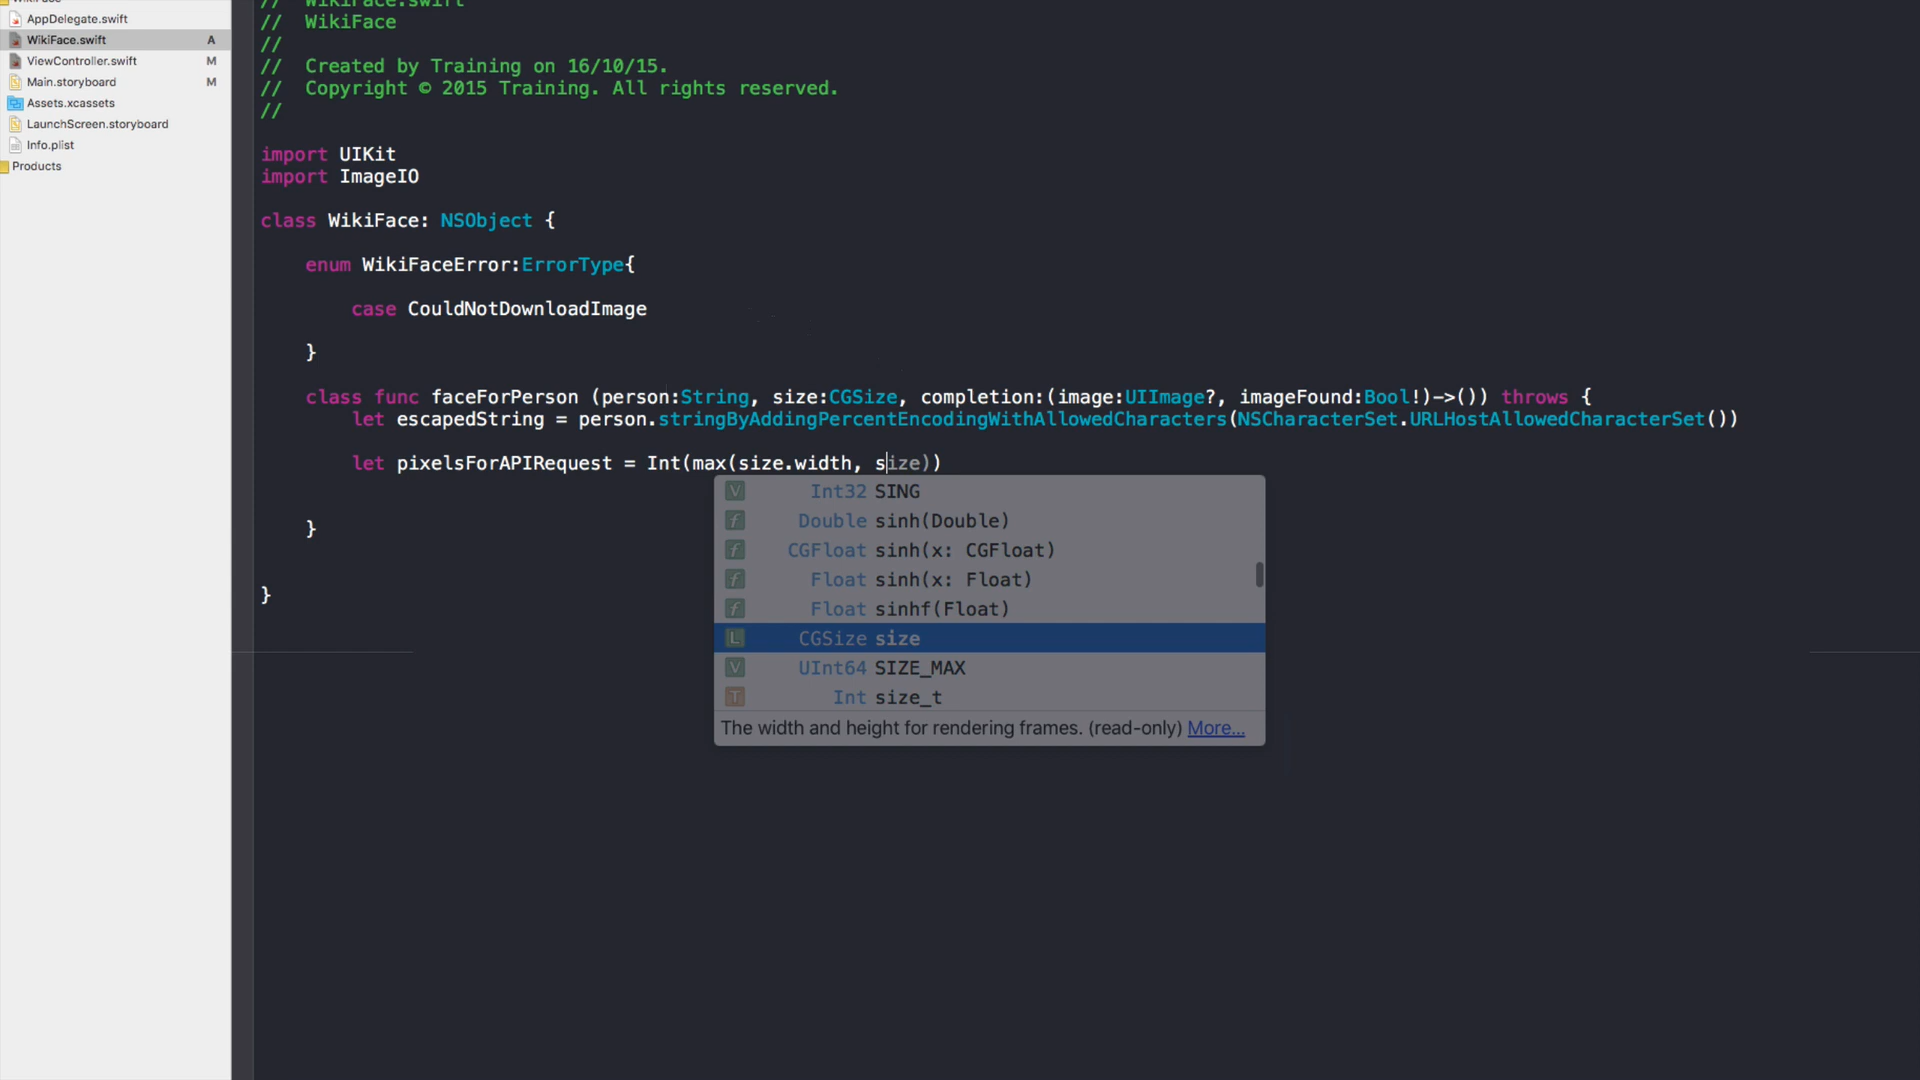 WikiFace
AppDelegate.swift
WikiFace.swift A
ViewController.swift M
Main.storyboard M
Assets.xcassets
LaunchScreen.storyboard
Info.plist
Products
// WikiFace.swift
// WikiFace
//
// Created by Training on 16/10/15.
// Copyright © 2015 Training. All rights reserved.
//
import UIKit
import ImageIO
class WikiFace: NSObject {
enum WikiFaceError:ErrorType{
case CouldNotDownloadImage
}
class func faceForPerson (person:String, size:CGSize, completion:(image:UIImage?, imageFound:Bool!)->()) throws {
let escapedString = person.stringByAddingPercentEncodingWithAllowedCharacters(NSCharacterSet.URLHostAllowedCharacterSet())
let pixelsForAPIRequest = Int(max(size.width, size))
V Int32 SING
f Double sinh(Double)
f CGFloat sinh(x: CGFloat)
f Float sinh(x: Float)
f Float sinhf(Float)
L CGSize size
V UInt64 SIZE_MAX
T Int size_t
The width and height for rendering frames. (read-only) More...
}
}